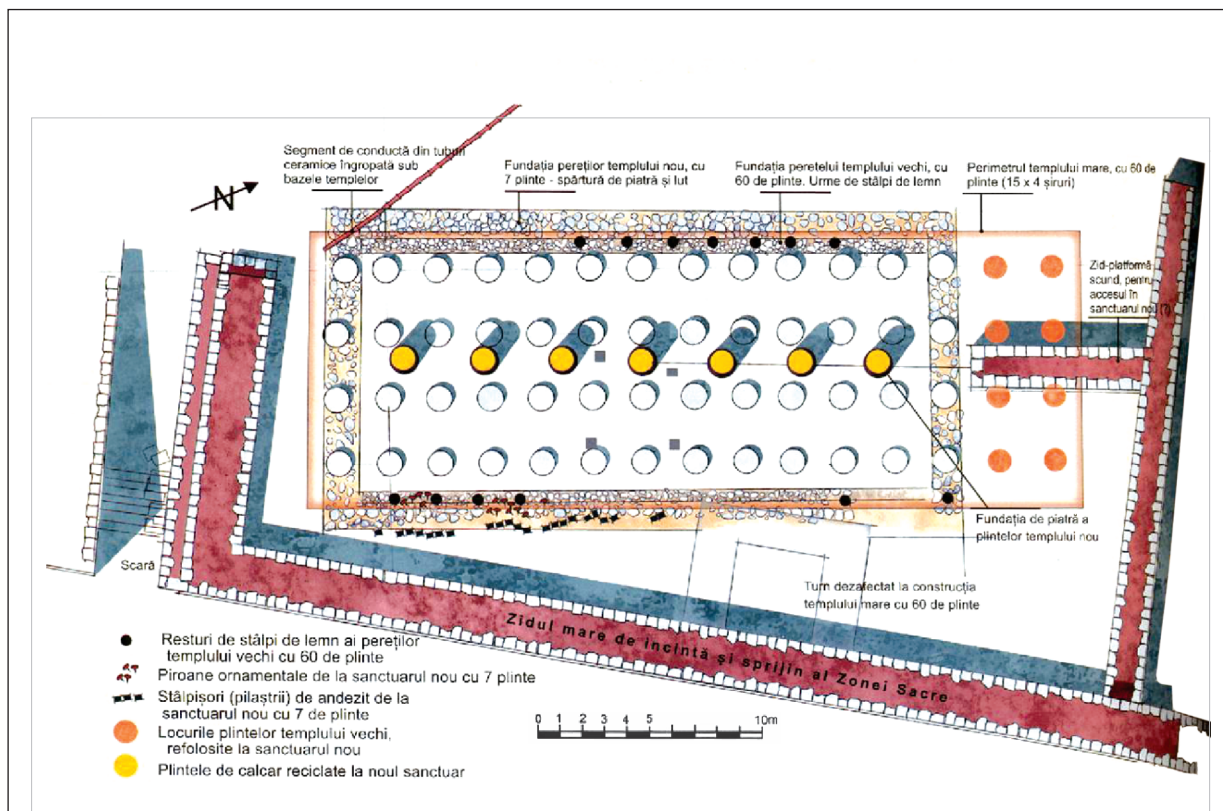 Segment de conductă din tuburi
ceramice îngropată sub
bazele templelor
Fundația pereților templului nou, cu
7 plinte - spărtură de piatră și lut
Fundația peretelui templului vechi, cu
60 de plinte. Urme de stâlpi de lemn
Perimetrul templului mare, cu 60 de
plinte (15 x 4 șiruri)
N
Zid-platformă
scund, pentru
accesul în
sanctuarul nou (?)
Fundația de piatră a
plintelor templului nou
Scară
Turn dezafectat la construcția
templului mare cu 60 de plinte
Zidul mare de incintă și sprijin al Zonei Sacre
Resturi de stâlpi de lemn ai pereților
templului vechi cu 60 de plinte
Piroane ornamentale de la sanctuarul nou cu 7 plinte
Stâlpișori (pilaștrii) de andezit de la
sanctuarul nou cu 7 de plinte
Locurile plintelor templului vechi,
refolosite la sanctuarul nou
Plintele de calcar reciclate la noul sanctuar
0 1 2 3 4 5 10m